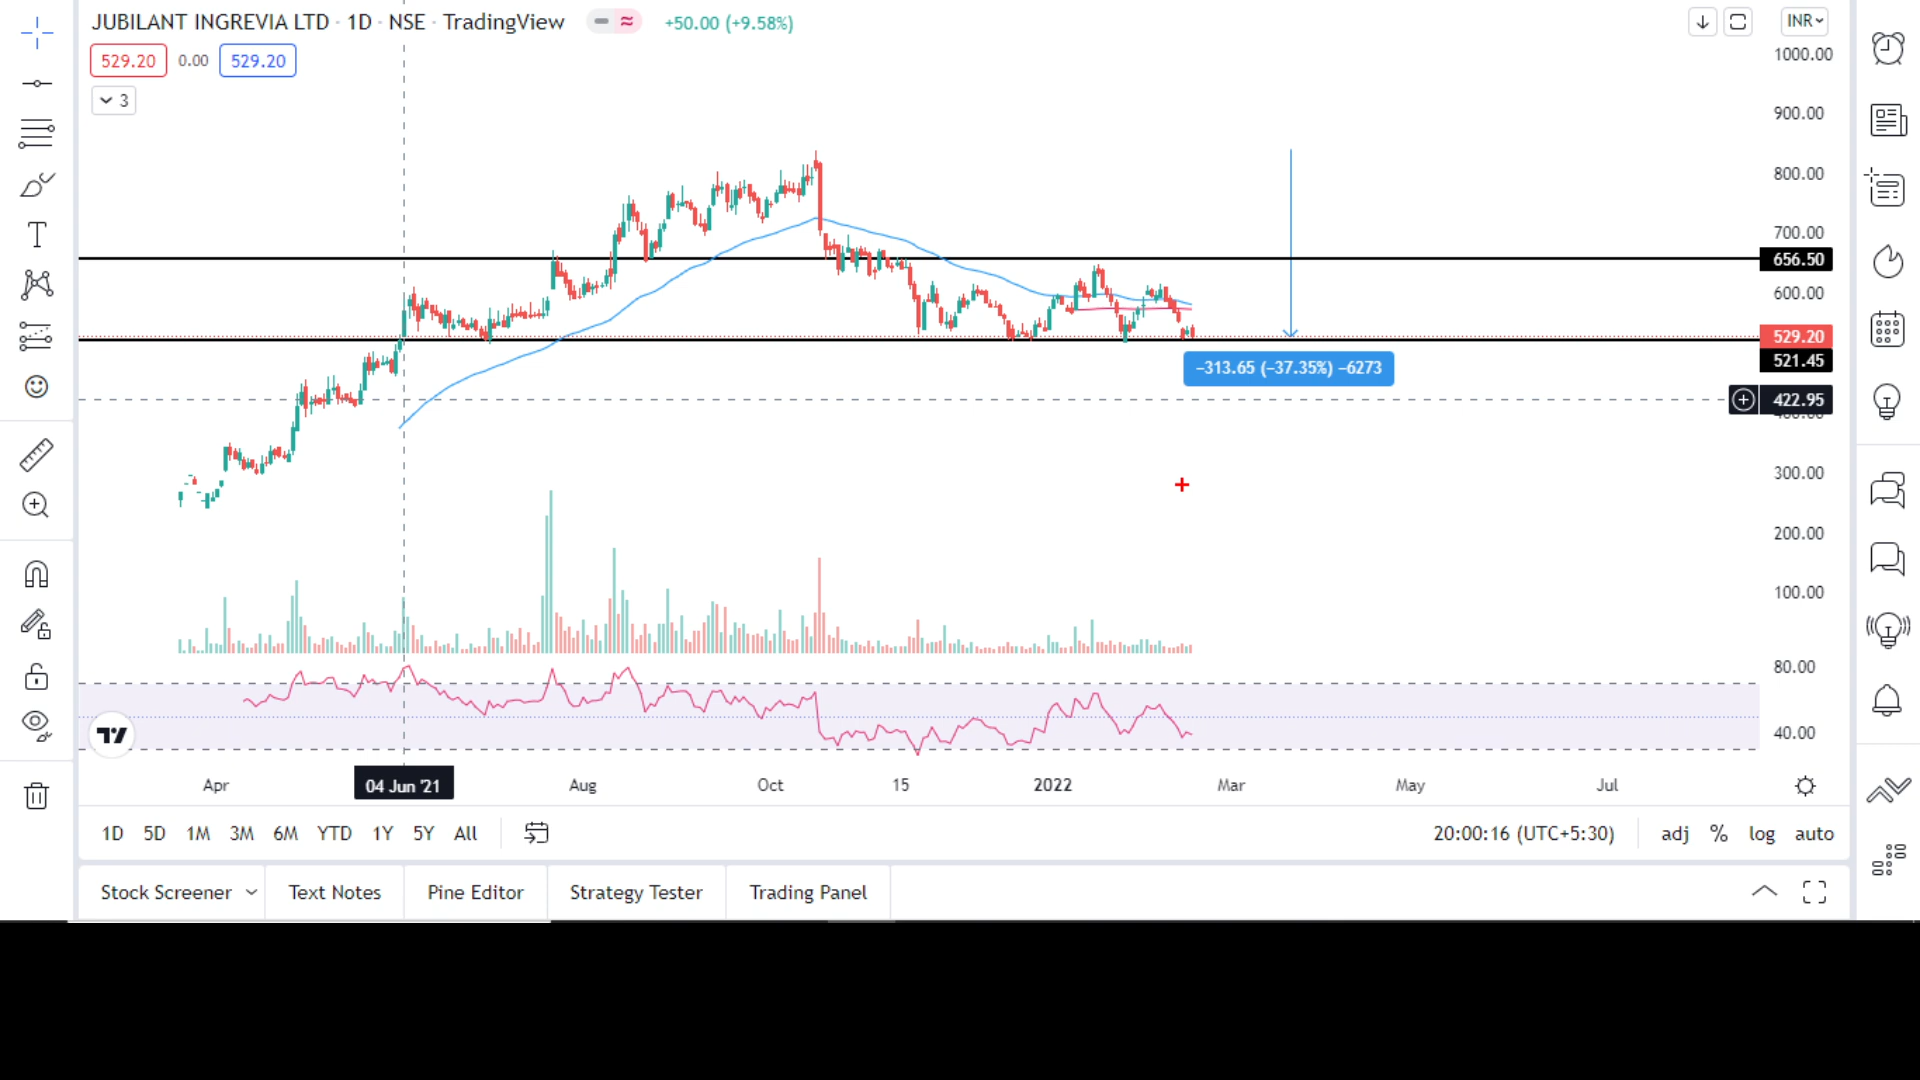 JUBILANT INGREVIA LTD · 1D · NSE · TradingView +50.00 (+9.58%)
INR
529.20 0.00 529.20
3
1000.00
900.00
800.00
700.00
656.50
600.00
529.20
521.45
−313.65 (−37.35%) −6273
422.95
300.00
200.00
100.00
80.00
40.00
Apr 04 Jun '21 Aug Oct 15 2022 Mar May Jul
1D 5D 1M 3M 6M YTD 1Y 5Y All 20:00:16 (UTC+5:30) adj % log auto
Stock Screener Text Notes Pine Editor Strategy Tester Trading Panel